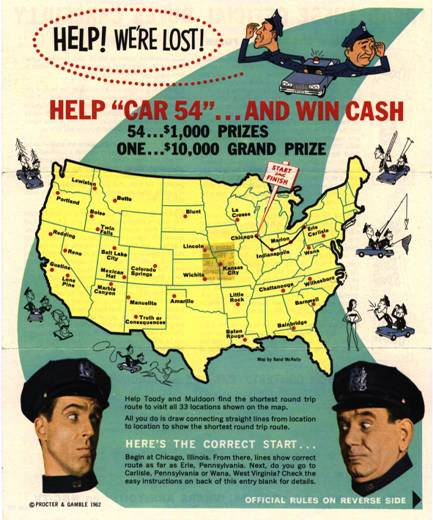 HELP! WE'RE LOST!
HELP "CAR 54"... AND WIN CASH
54...$1,000 PRIZES
ONE...$10,000 GRAND PRIZE
START
and
FINISH
Lewiston
Portland
Butte
Boise
Twin
Falls
Redding
Reno
Salt Lake
City
Gustine
Lone
Pine
Mexican
Hat
Marble
Canyon
Colorado
Springs
Manuelito
Truth or
Consequences
Amarillo
Blunt
Lincoln
Wichita
Kansas
City
La
Crosse
Chicago
Indianapolis
Marion
Erie
Carlisle
Wana
Wilkesboro
Chattanooga
Barnwell
Bainbridge
Little
Rock
Baton
Rouge
Map by Rand McNally
Help Toody and Muldoon find the shortest round trip
route to visit all 33 locations shown on the map.
All you do is draw connecting straight lines from location
to location to show the shortest round trip route.
HERE'S THE CORRECT START...
Begin at Chicago, Illinois. From there, lines show correct
route as far as Erie, Pennsylvania. Next, do you go to
Carlisle, Pennsylvania or Wana, West Virginia? Check the
easy instructions on back of this entry blank for details.
© PROCTER & GAMBLE 1962
OFFICIAL RULES ON REVERSE SIDE